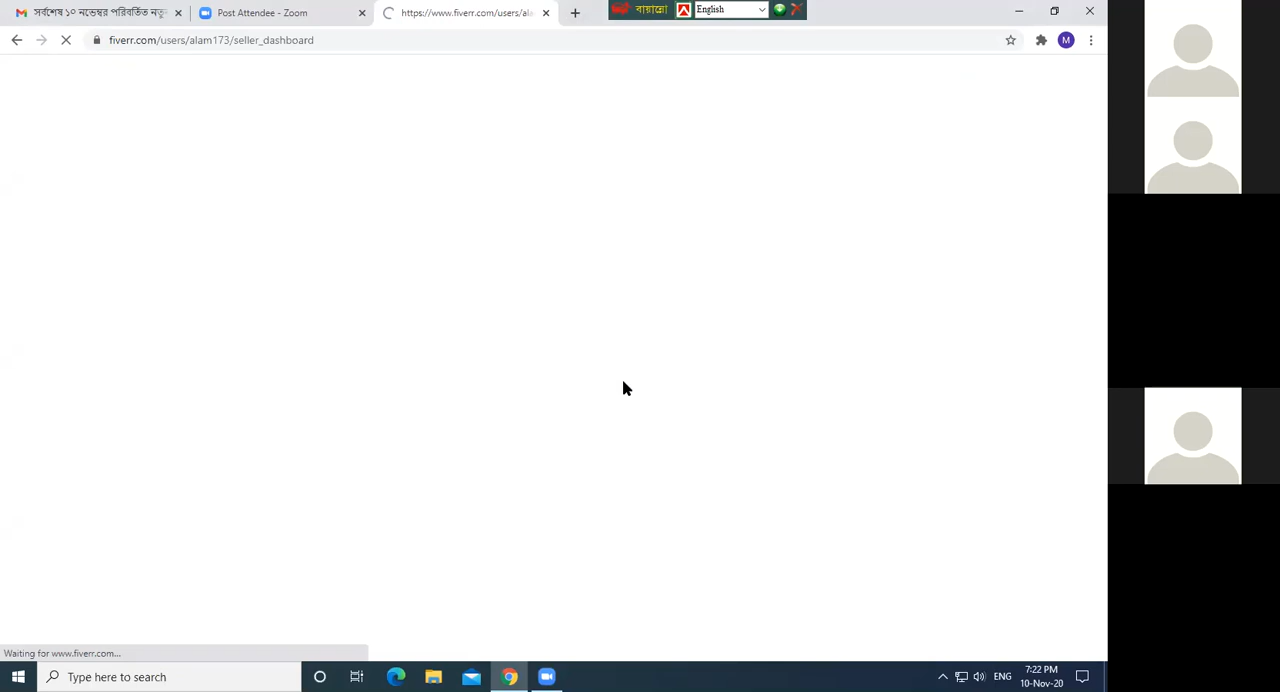 সর্বশেষ ১০ নভেম্বর পরিবর্তিত নতু
Post Attendee - Zoom
https://www.fiverr.com/users/ala
বায়ান্নো
English
fiverr.com/users/alam173/seller_dashboard
M
Waiting for www.fiverr.com...
Type here to search
ENG
7:22 PM
10-Nov-20